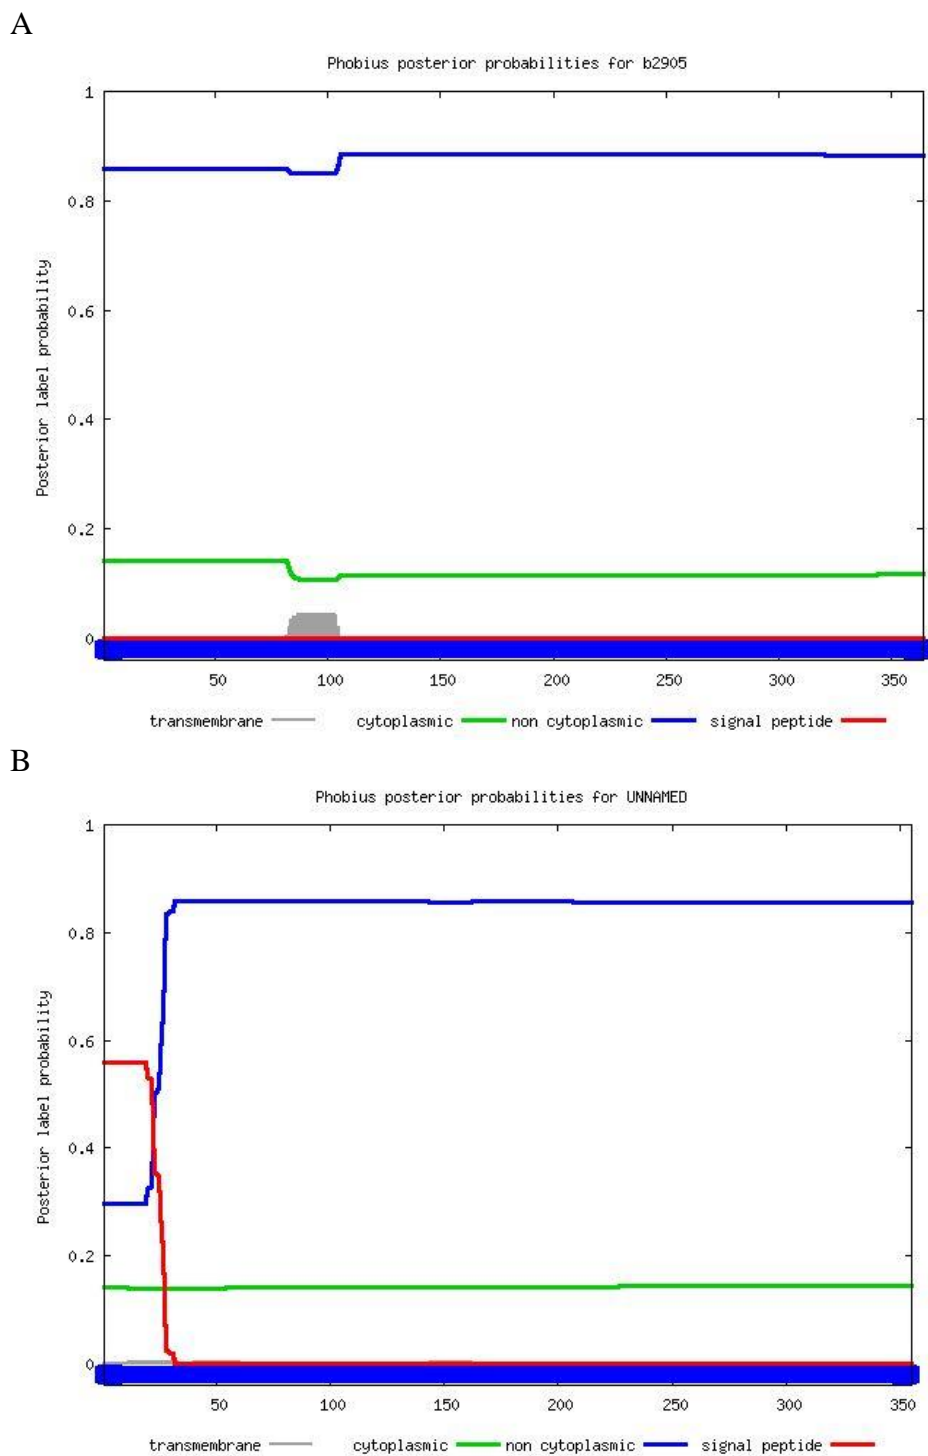 A
Phobius posterior probabilities for b2905
1
0.8
0.6
0.4
0.2
0
Posterior label probability
50 100 150 200 250 300 350
transmembrane cytoplasmic non cytoplasmic signal peptide
B
Phobius posterior probabilities for UNNAMED
1
0.8
0.6
0.4
0.2
0
Posterior label probability
50 100 150 200 250 300 350
transmembrane cytoplasmic non cytoplasmic signal peptide